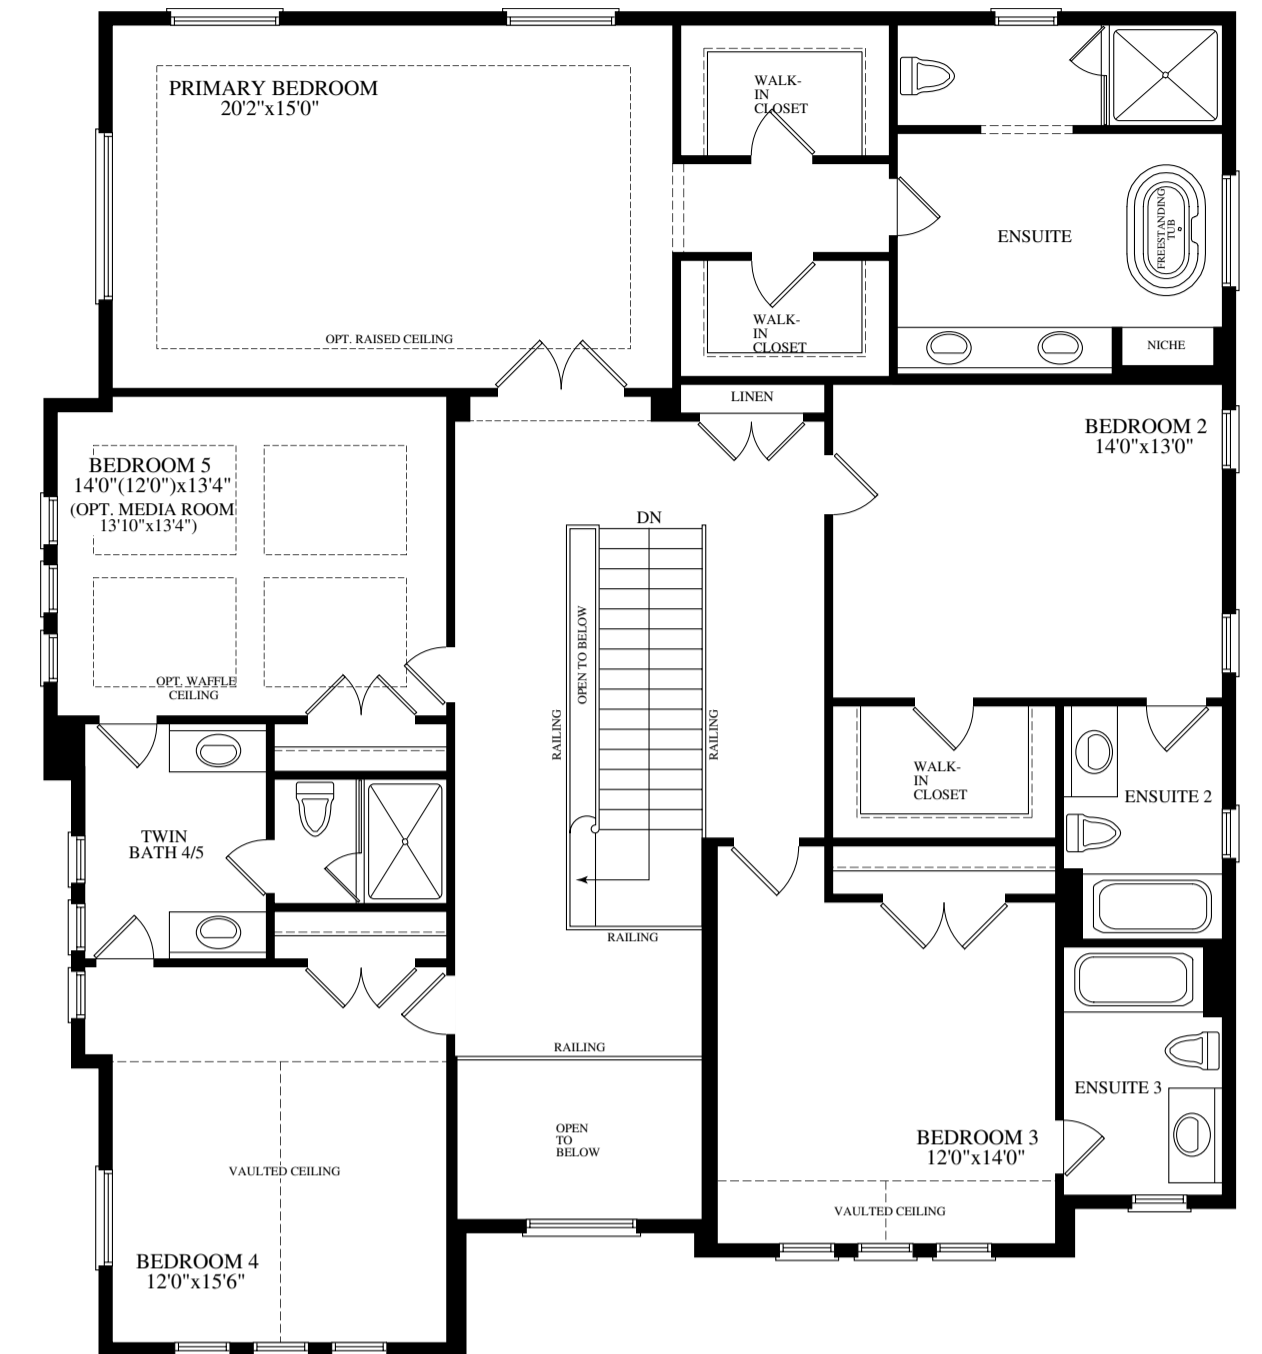 PRIMARY BEDROOM
20'2"x15'0"
OPT. RAISED CEILING
WALK-
IN
CLOSET
WALK-
IN
CLOSET
ENSUITE
FREESTANDING
TUB
NICHE
LINEN
BEDROOM 2
14'0"x13'0"
BEDROOM 5
14'0"(12'0")x13'4"
(OPT. MEDIA ROOM
13'10"x13'4")
OPT. WAFFLE
CEILING
DN
OPEN TO BELOW
RAILING
RAILING
RAILING
WALK-
IN
CLOSET
ENSUITE 2
TWIN
BATH 4/5
RAILING
OPEN
TO
BELOW
ENSUITE 3
BEDROOM 3
12'0"x14'0"
VAULTED CEILING
VAULTED CEILING
BEDROOM 4
12'0"x15'6"